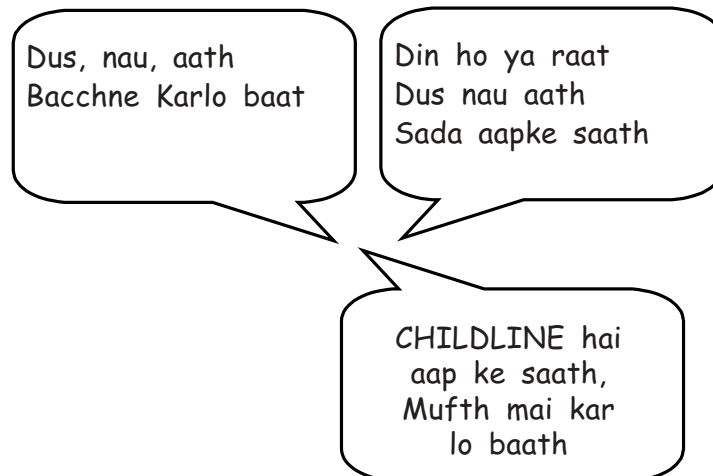 Dus, nau, aath
Bacchne Karlo baat
Din ho ya raat
Dus nau aath
Sada aapke saath
CHILDLINE hai
aap ke saath,
Mufth mai kar
lo baath